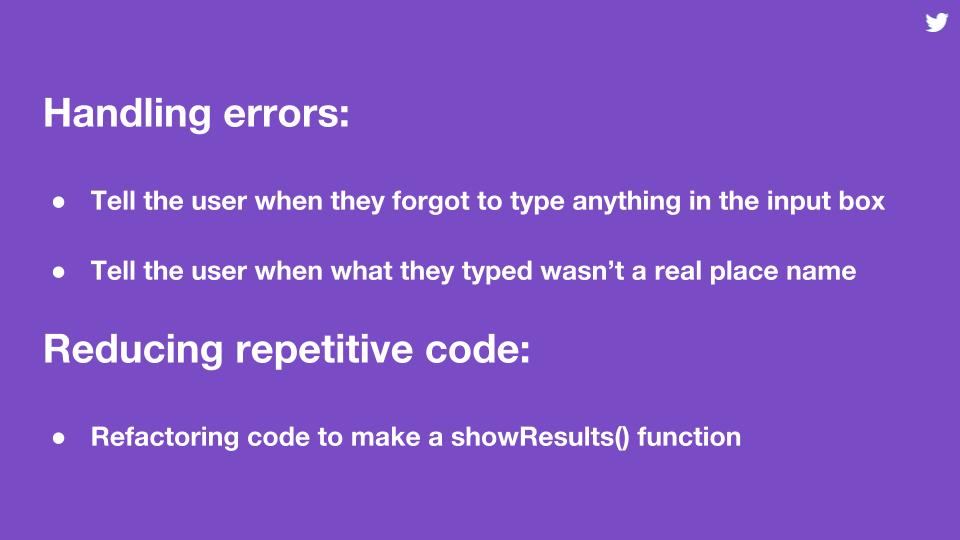 Handling errors:
● Tell the user when they forgot to type anything in the input box
● Tell the user when what they typed wasn’t a real place name
Reducing repetitive code:
● Refactoring code to make a showResults() function